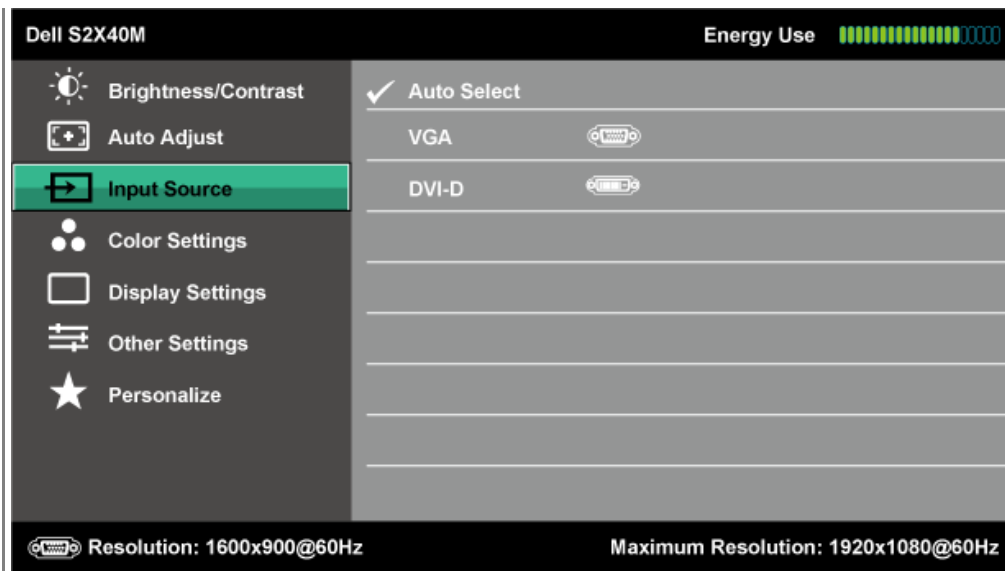 Dell S2X40M Energy Use
Brightness/Contrast Auto Select
Auto Adjust VGA
Input Source DVI-D
Color Settings
Display Settings
Other Settings
Personalize
Resolution: 1600x900@60Hz Maximum Resolution: 1920x1080@60Hz